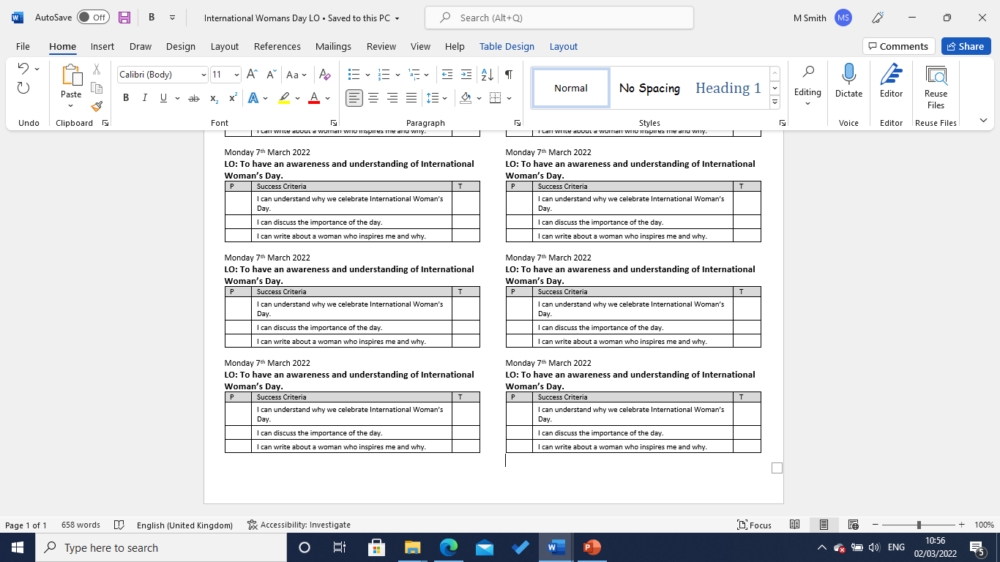 AutoSave Off B International Womans Day LO • Saved to this PC Search (Alt+Q) M Smith MS
File Home Insert Draw Design Layout References Mailings Review View Help Table Design Layout Comments Share
Calibri (Body) 11 Aa Normal No Spacing Heading 1
Paste Editing Dictate Editor Reuse Files
B I U ab x₂ x² A A
Undo Clipboard Font Paragraph Styles Voice Editor Reuse Files
I can write about a woman who inspires me and why. I can write about a woman who inspires me and why.
Monday 7th March 2022
LO: To have an awareness and understanding of International
Woman's Day.
P Success Criteria T
I can understand why we celebrate International Woman's
Day.
I can discuss the importance of the day.
I can write about a woman who inspires me and why.
Monday 7th March 2022
LO: To have an awareness and understanding of International
Woman's Day.
P Success Criteria T
I can understand why we celebrate International Woman's
Day.
I can discuss the importance of the day.
I can write about a woman who inspires me and why.
Monday 7th March 2022
LO: To have an awareness and understanding of International
Woman's Day.
P Success Criteria T
I can understand why we celebrate International Woman's
Day.
I can discuss the importance of the day.
I can write about a woman who inspires me and why.
Monday 7th March 2022
LO: To have an awareness and understanding of International
Woman's Day.
P Success Criteria T
I can understand why we celebrate International Woman's
Day.
I can discuss the importance of the day.
I can write about a woman who inspires me and why.
Monday 7th March 2022
LO: To have an awareness and understanding of International
Woman's Day.
P Success Criteria T
I can understand why we celebrate International Woman's
Day.
I can discuss the importance of the day.
I can write about a woman who inspires me and why.
Monday 7th March 2022
LO: To have an awareness and understanding of International
Woman's Day.
P Success Criteria T
I can understand why we celebrate International Woman's
Day.
I can discuss the importance of the day.
I can write about a woman who inspires me and why.
Page 1 of 1 658 words English (United Kingdom) Accessibility: Investigate Focus 100%
Type here to search ENG 10:56
02/03/2022 5